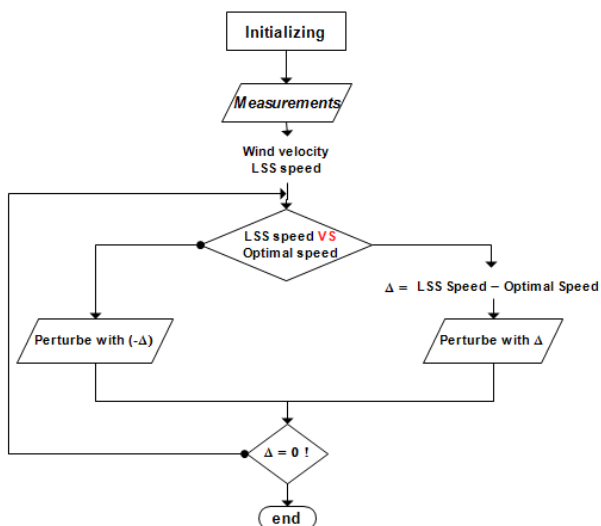 Initializing
Measurements
Wind velocity
LSS speed
LSS speed VS
Optimal speed
Δ = LSS Speed − Optimal Speed
Perturbe with (-Δ)
Perturbe with Δ
Δ = 0 !
end